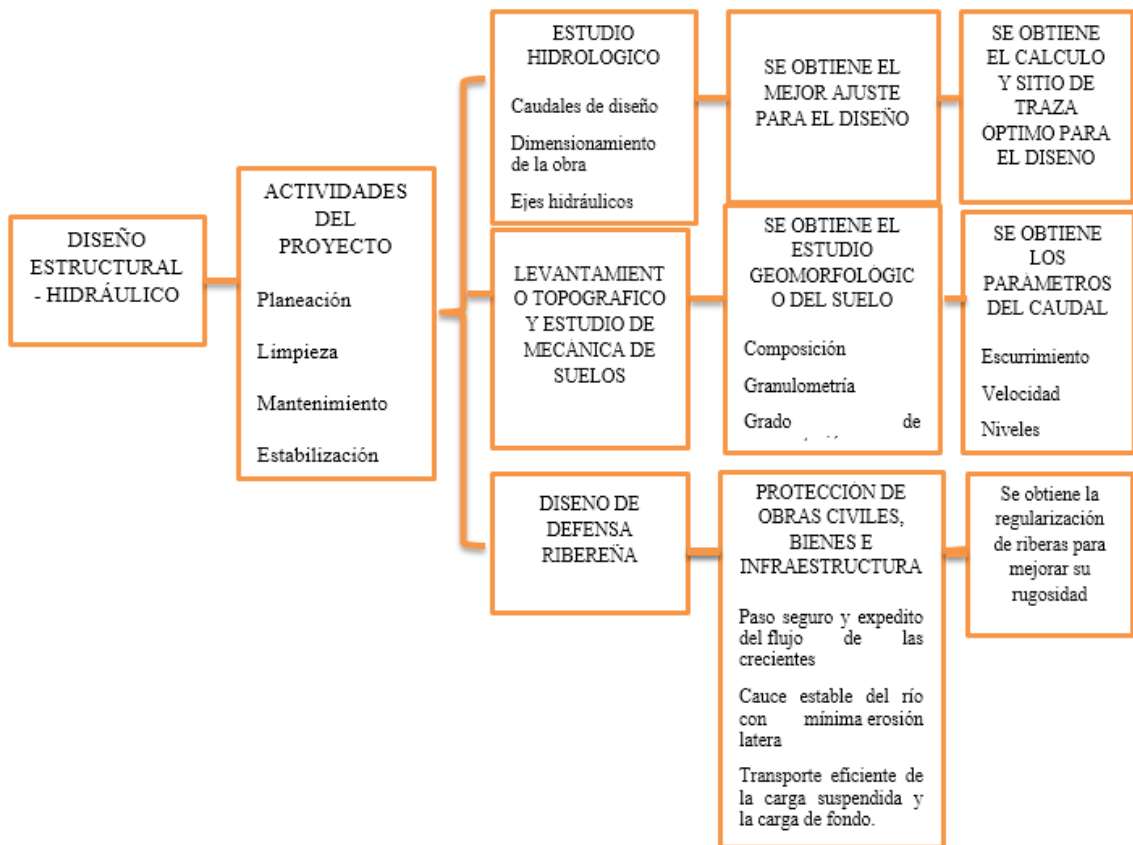 DISEÑO
ESTRUCTURAL
- HIDRÁULICO
ACTIVIDADES
DEL
PROYECTO
Planeación
Limpieza
Mantenimiento
Estabilización
ESTUDIO
HIDROLOGICO
Caudales de diseño
Dimensionamiento
de la obra
Ejes hidráulicos
SE OBTIENE EL
MEJOR AJUSTE
PARA EL DISEÑO
SE OBTIENE
EL CALCULO
Y SITIO DE
TRAZA
ÓPTIMO PARA
EL DISENO
LEVANTAMIENT
O TOPOGRAFICO
Y ESTUDIO DE
MECÁNICA DE
SUELOS
SE OBTIENE EL
ESTUDIO
GEOMORFOLÓGIC
O DEL SUELO
Composición
Granulometría
Grado de
SE OBTIENE
LOS
PARÁMETROS
DEL CAUDAL
Escurrimiento
Velocidad
Niveles
DISENO DE
DEFENSA
RIBEREÑA
PROTECCIÓN DE
OBRAS CIVILES,
BIENES E
INFRAESTRUCTURA
Paso seguro y expedito
del flujo de las
crecientes
Cauce estable del río
con mínima erosión
latera
Transporte eficiente de
la carga suspendida y
la carga de fondo.
Se obtiene la
regularización
de riberas para
mejorar su
rugosidad